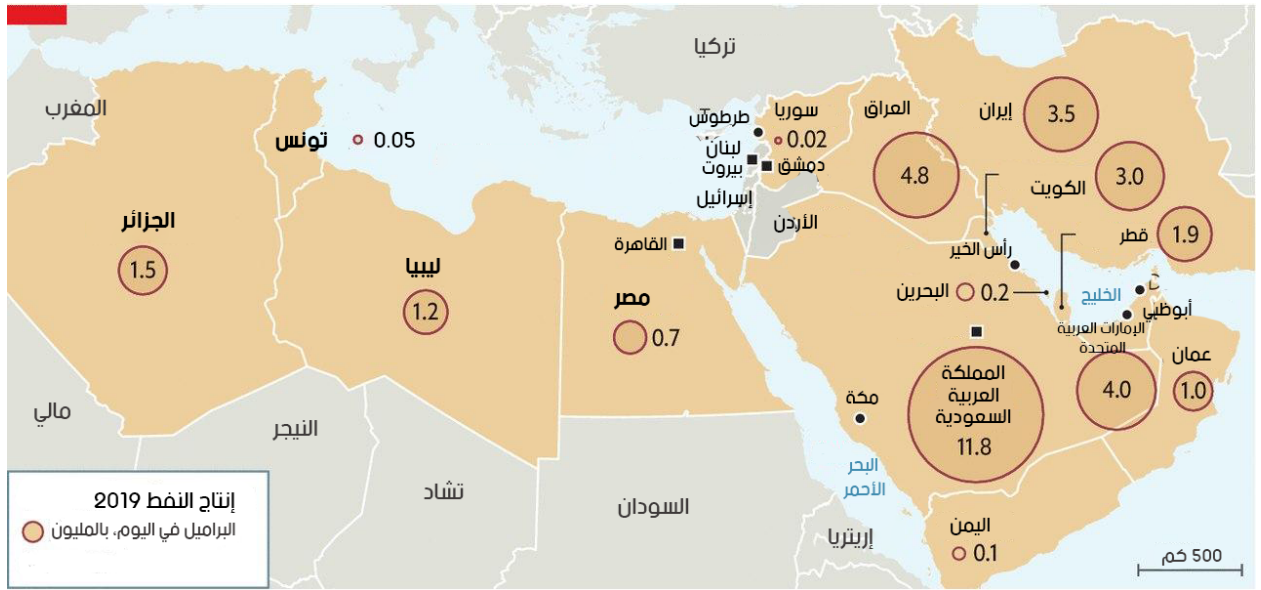 تركيا
المغرب
تونس
0.05
الجزائر
1.5
ليبيا
1.2
مصر
0.7
القاهرة
طرطوس
سوريا
0.02
لبنان
بيروت
دمشق
إسرائيل
الأردن
العراق
4.8
إيران
3.5
الكويت
3.0
قطر
1.9
رأس الخير
البحرين
0.2
الخليج
أبوظبي
الإمارات العربية
المتحدة
4.0
عمان
1.0
المملكة
العربية
السعودية
11.8
مكة
البحر
الأحمر
اليمن
0.1
مالي
النيجر
تشاد
السودان
إريتريا
إنتاج النفط 2019
البراميل في اليوم، بالمليون
500 كم